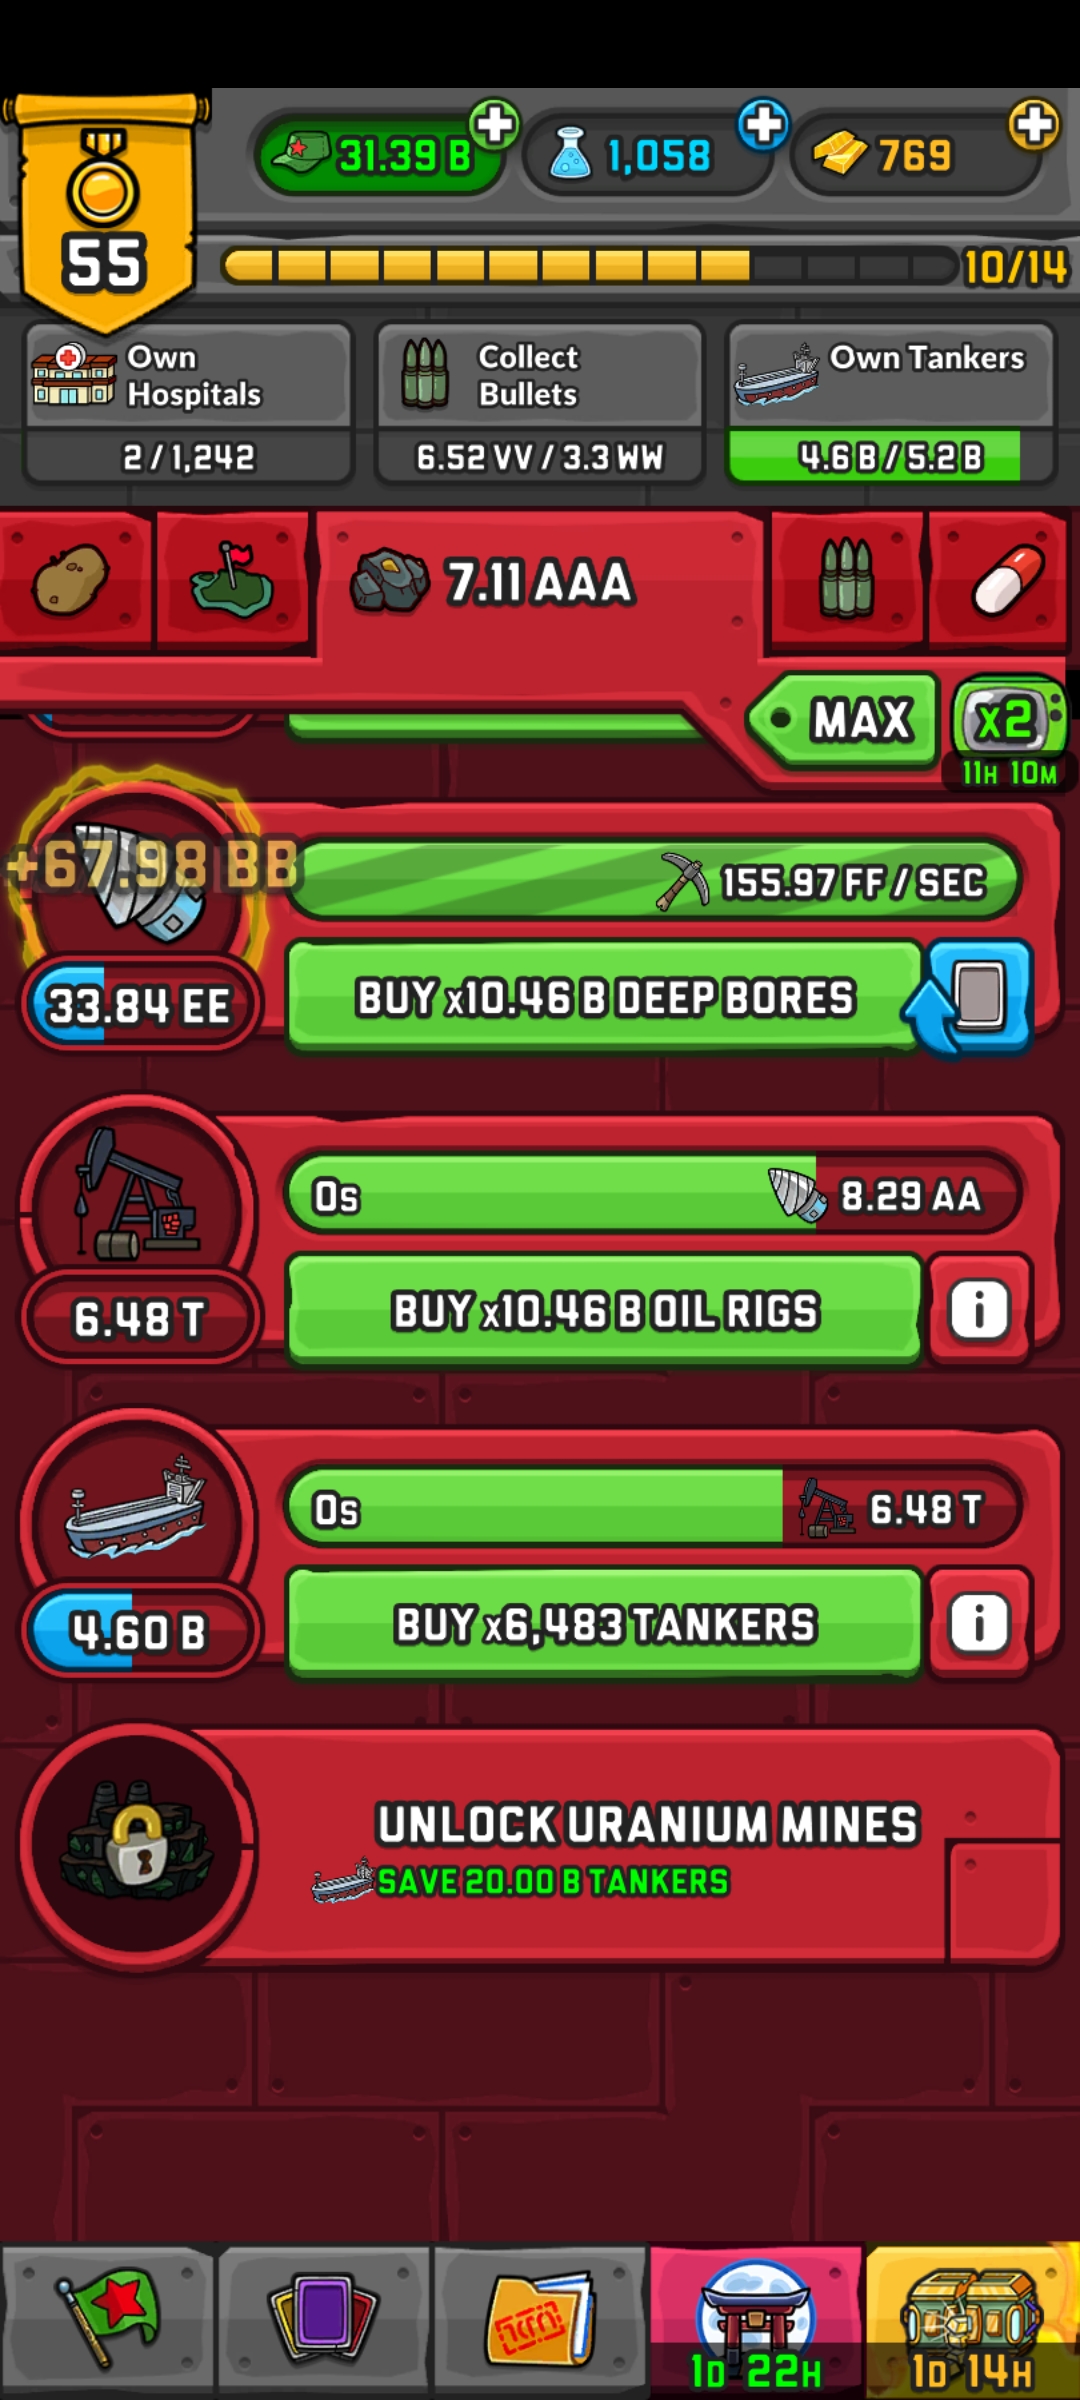 31.39 B
1,058
769
55
10/14
Own
Hospitals
2 / 1,242
Collect
Bullets
6.52 VV / 3.3 WW
Own Tankers
4.6 B / 5.2 B
7.11 AAA
MAX
x2
11H 10M
+67.98 BB
155.97 FF / SEC
33.84 EE
BUY x10.46 B DEEP BORES
0s
8.29 AA
6.48 T
BUY x10.46 B OIL RIGS
i
0s
6.48 T
4.60 B
BUY x6,483 TANKERS
i
UNLOCK URANIUM MINES
SAVE 20.00 B TANKERS
1D 22H
1D 14H